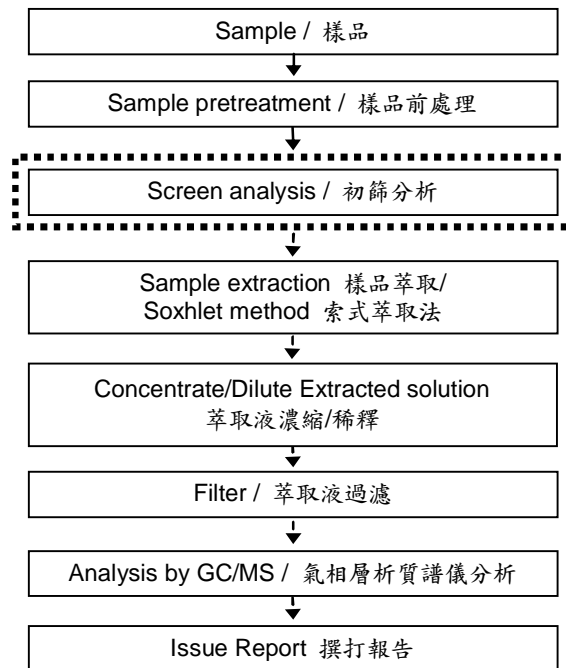 Sample / 樣品
Sample pretreatment / 樣品前處理
Screen analysis / 初篩分析
Sample extraction 樣品萃取/
Soxhlet method 索式萃取法
Concentrate/Dilute Extracted solution
萃取液濃縮/稀釋
Filter / 萃取液過濾
Analysis by GC/MS / 氣相層析質譜儀分析
Issue Report 撰打報告